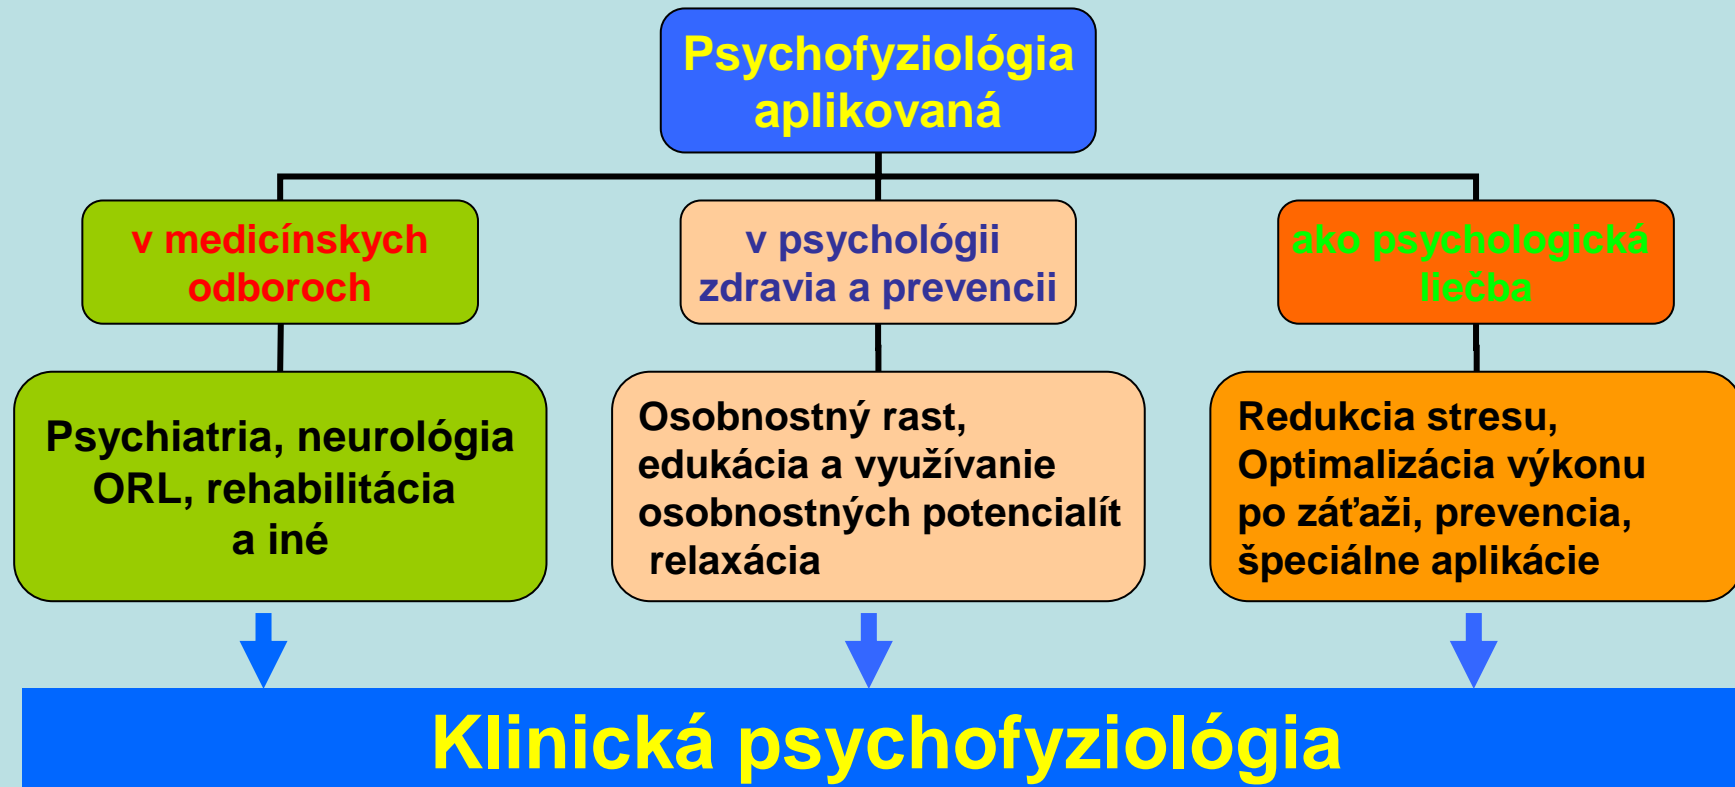 Psychofyziológia
aplikovaná
v medicínskych
odboroch
v psychológii
zdravia a prevencii
ako psychologická
liečba
Psychiatria, neurológia
ORL, rehabilitácia
a iné
Osobnostný rast,
edukácia a využívanie
osobnostných potencialít
relaxácia
Redukcia stresu,
Optimalizácia výkonu
po záťaži, prevencia,
špeciálne aplikácie
Klinická psychofyziológia